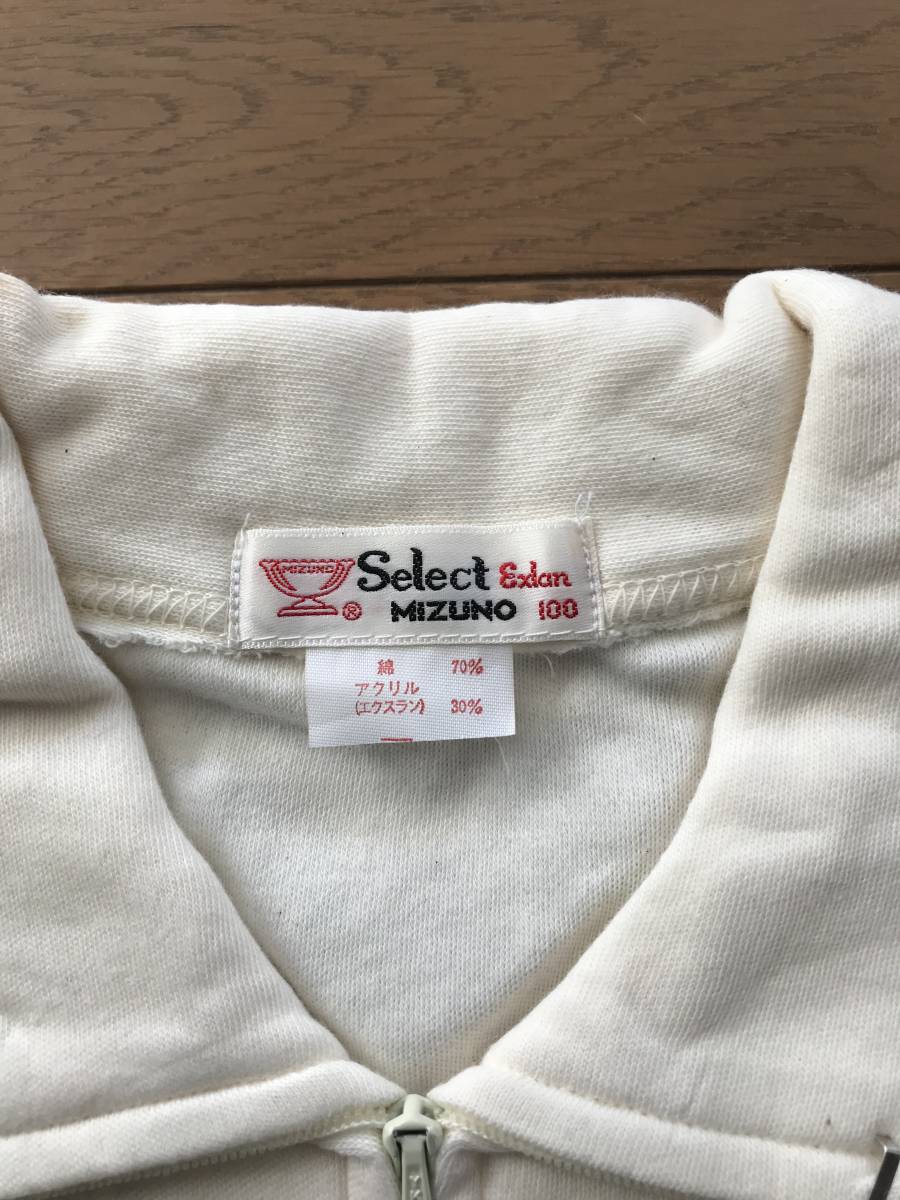 MIZUNO
®
Select Exlan
MIZUNO 100
綿 70%
アクリル
(エクスラン) 30%